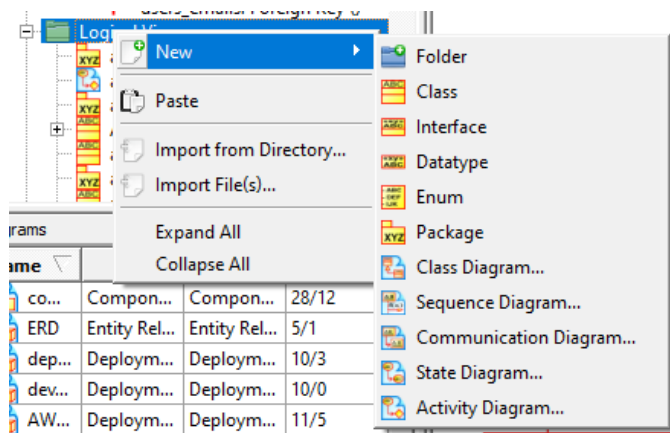 users_emails: Foreign Key ()
New
Folder
Class
Paste
Interface
Import from Directory...
Datatype
Import File(s)...
Enum
Expand All
Package
Collapse All
Class Diagram...
co... Compon... Compon... 28/12
Sequence Diagram...
ERD Entity Rel... Entity Rel... 5/1
Communication Diagram...
dep... Deploym... Deploym... 10/3
State Diagram...
dev... Deploym... Deploym... 10/0
Activity Diagram...
AW... Deploym... Deploym... 11/5